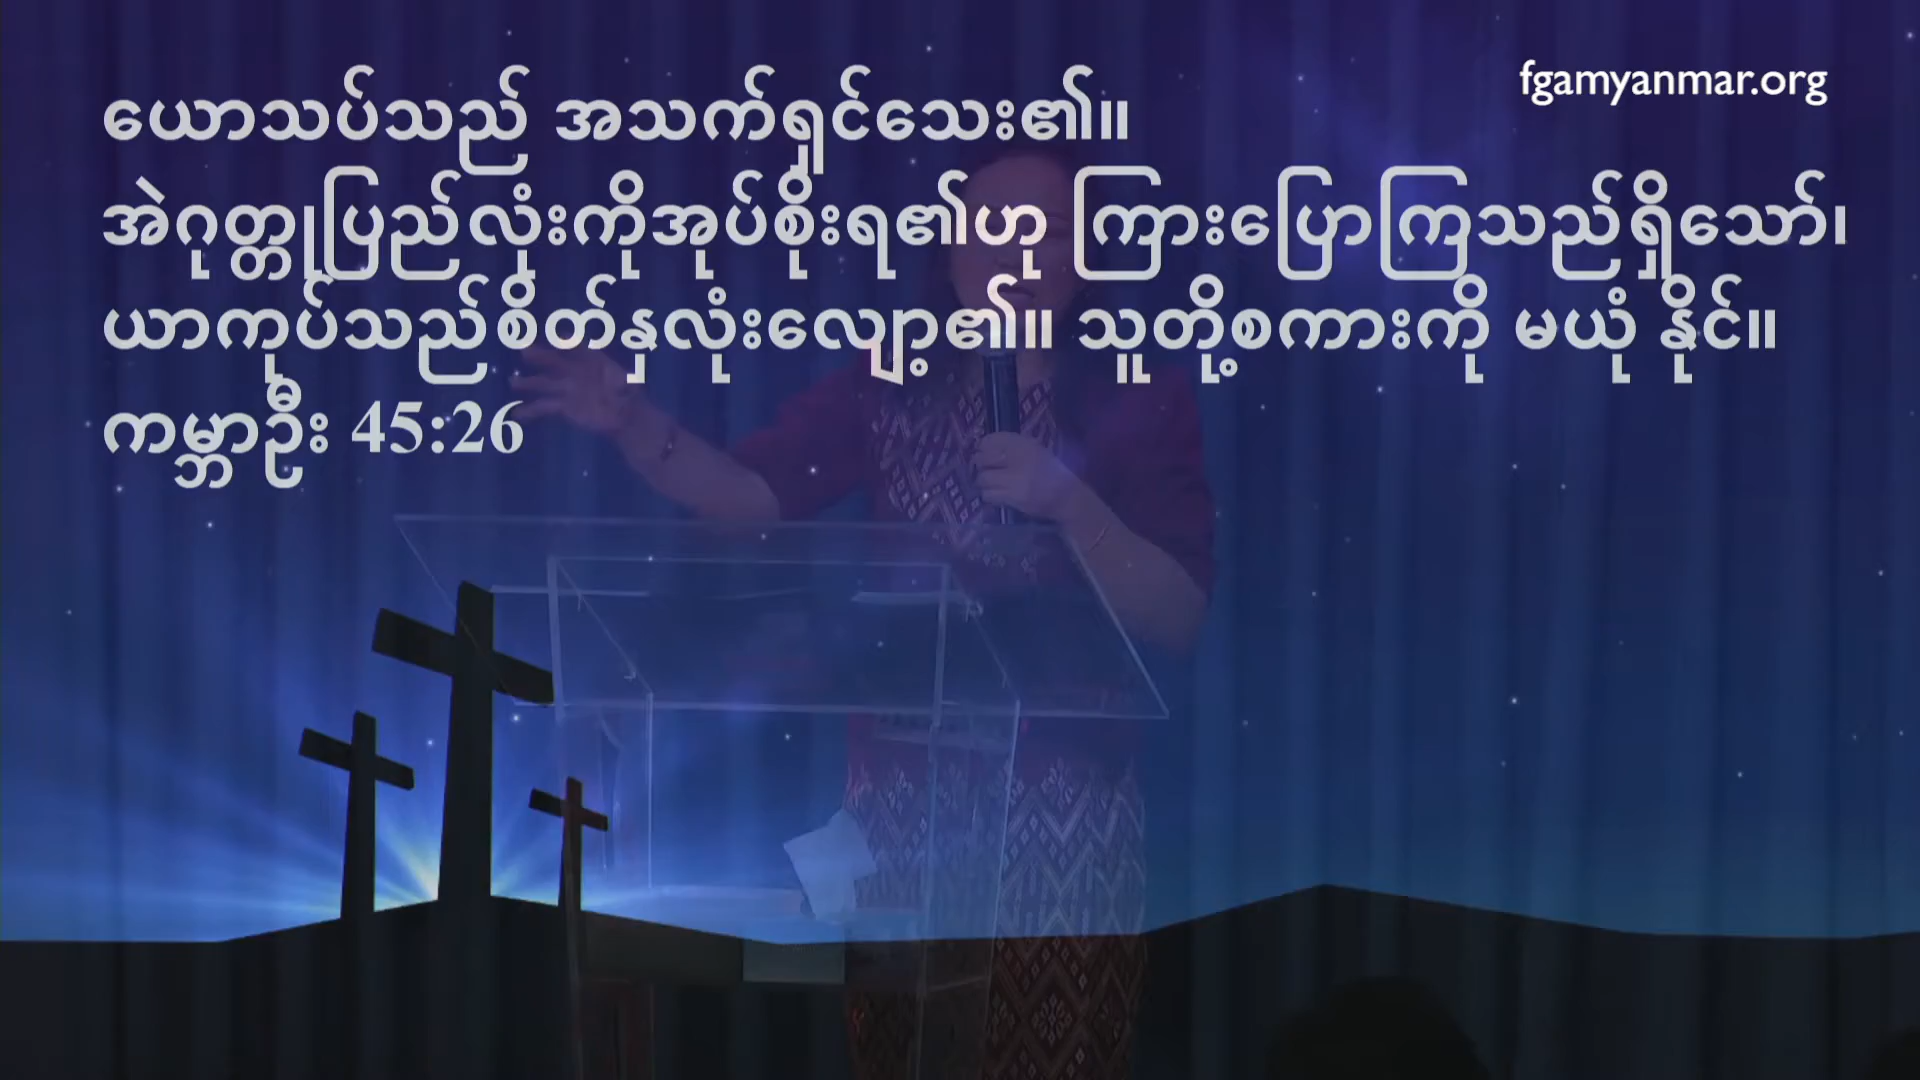 fgamyanmar.org
ယောသပ်သည် အသက်ရှင်သေး၏။
အဲဂုတ္တုပြည်လုံးကိုအုပ်စိုးရ၏ဟု ကြားပြောကြသည်ရှိသော်၊
ယာကုပ်သည်စိတ်နှလုံးလျော့၏။ သူတို့စကားကို မယုံ နိုင်။
ကမ္ဘာဦး 45:26